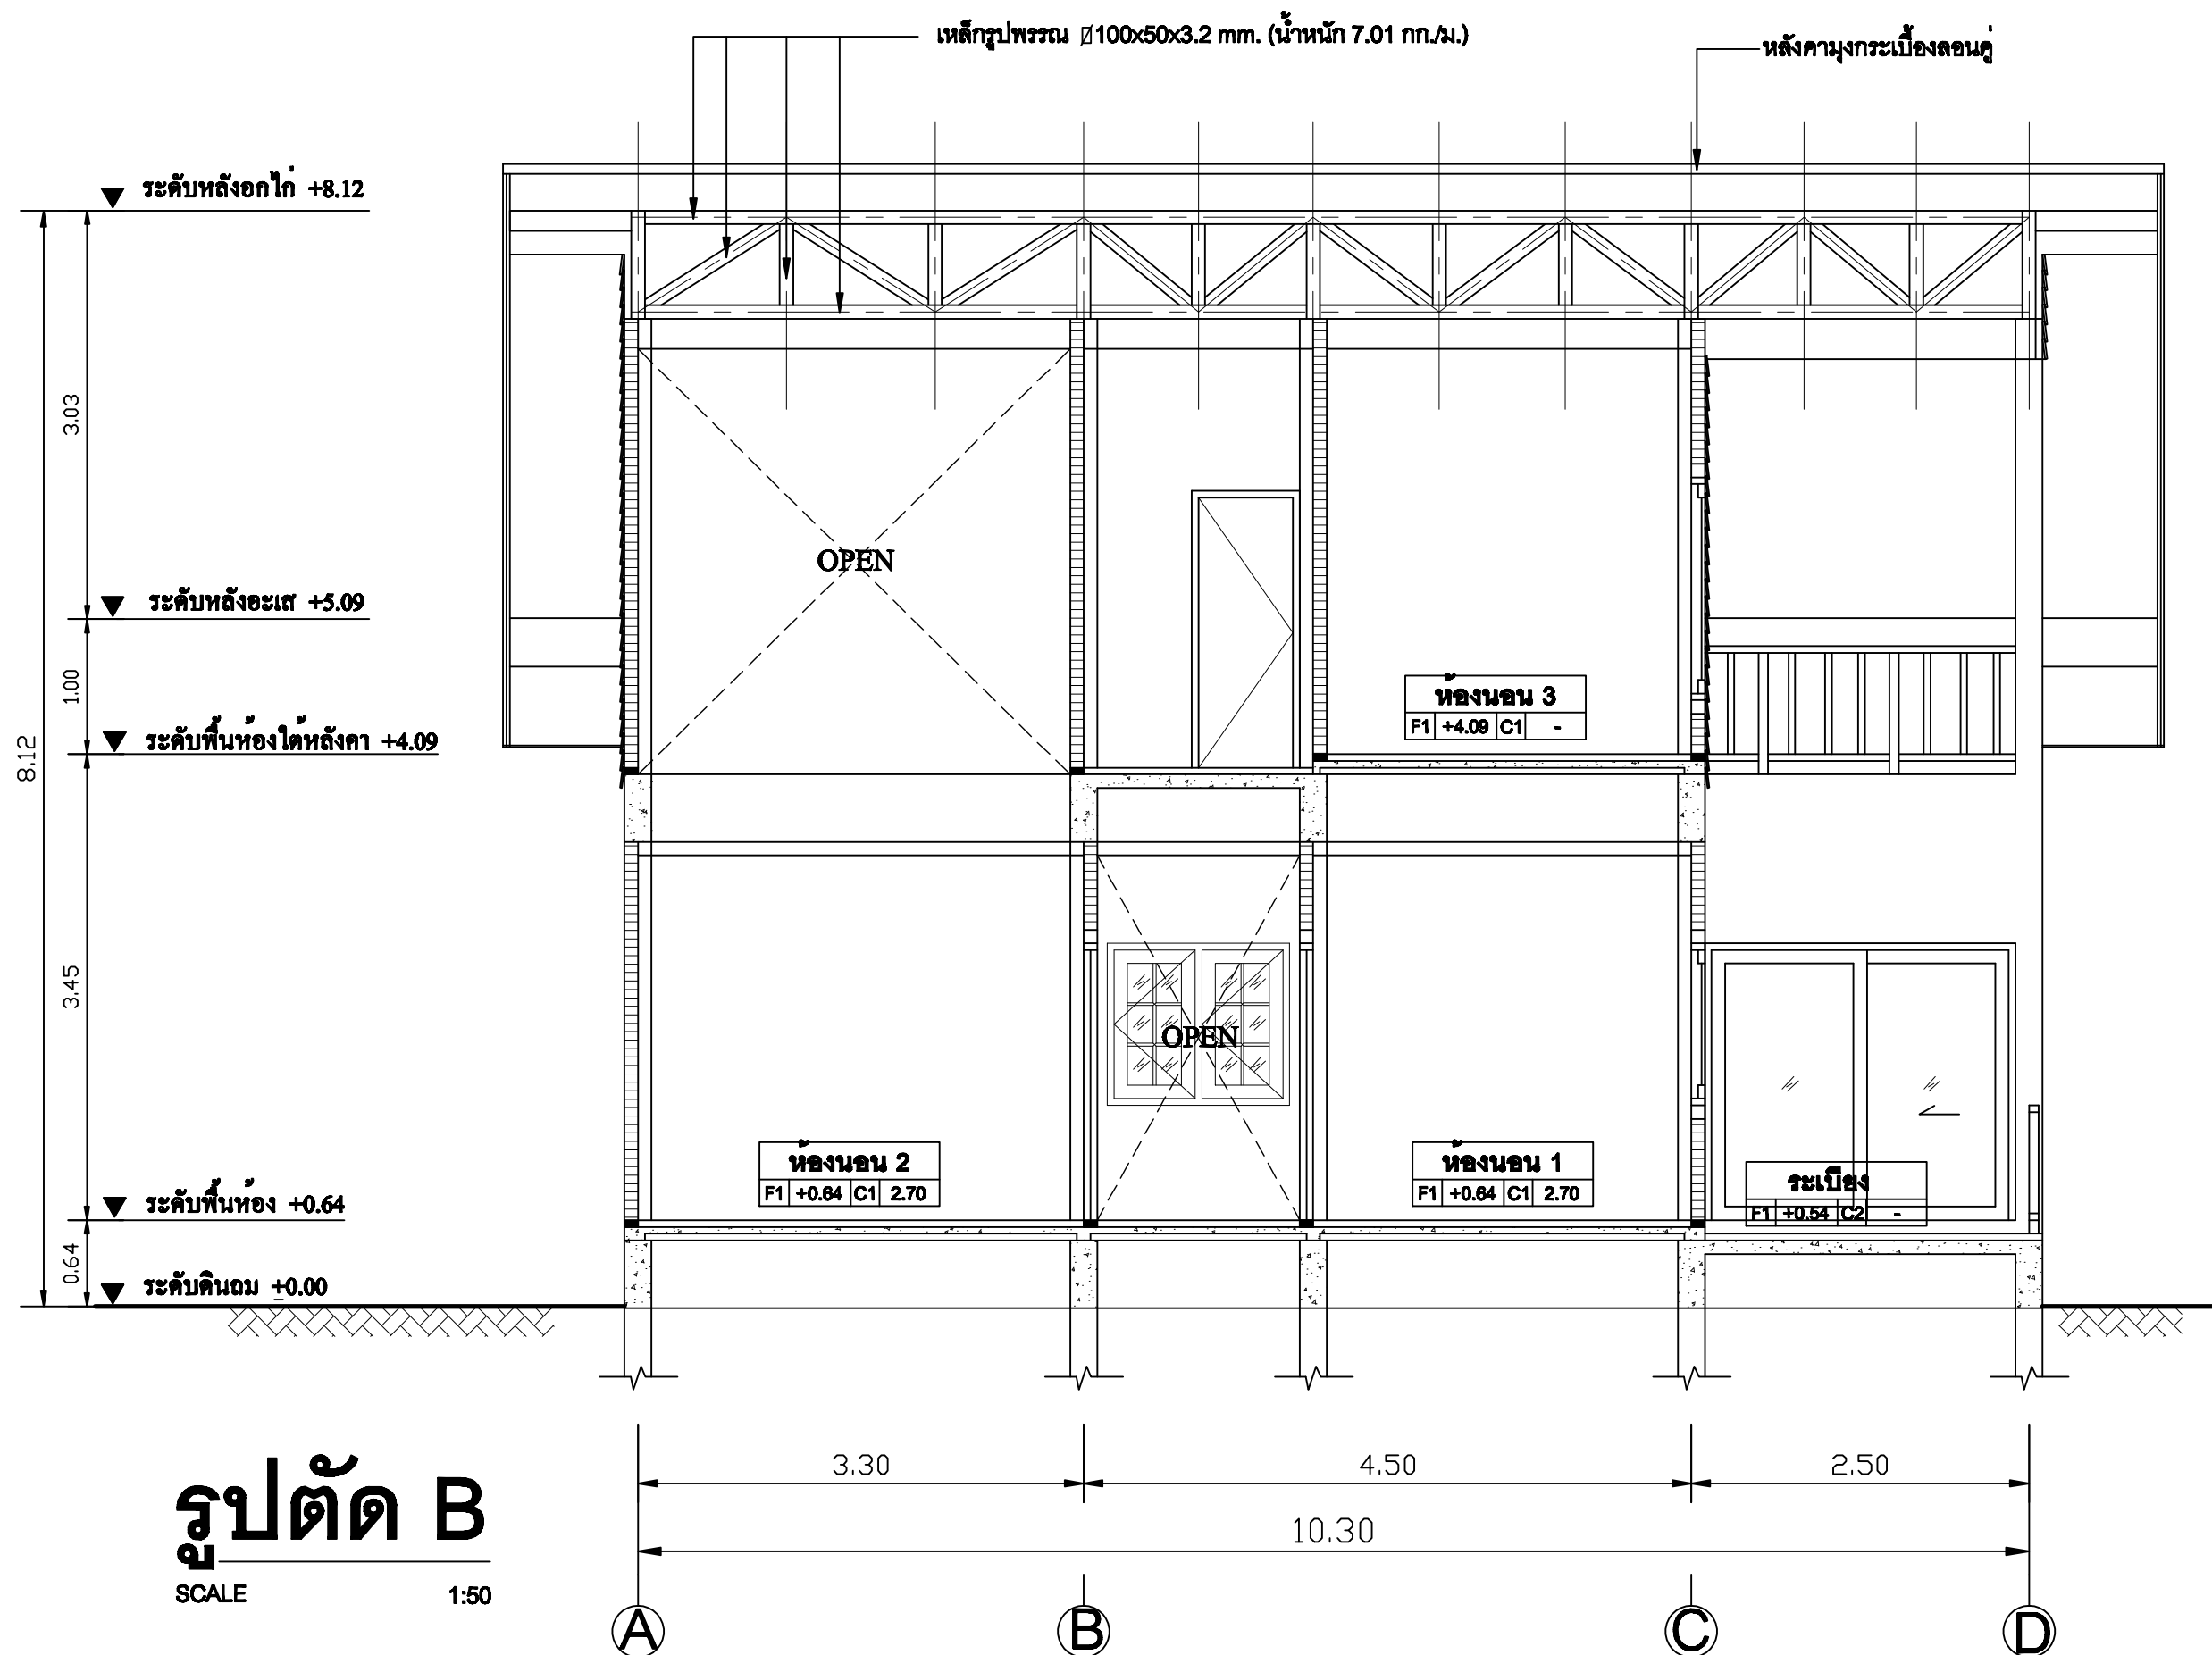 เหล็กรูปพรรณ ⌷100x50x3.2 mm. (น้ำหนัก 7.01 กก./ม.)
หลังคามุงกระเบื้องลอนคู่
ระดับหลังอกไก่ +8.12
3.03
OPEN
ระดับหลังอะเส +5.09
1.00
ห้องนอน 3
F1 +4.09 C1 -
ระดับพื้นห้องใต้หลังคา +4.09
8.12
3.45
OPEN
ห้องนอน 2
F1 +0.64 C1 2.70
ห้องนอน 1
F1 +0.64 C1 2.70
ระเบียง
F1 +0.54 C2 -
ระดับพื้นห้อง +0.64
0.64
ระดับดินถม ±0.00
3.30 4.50 2.50
10.30
รูปตัด B
SCALE 1:50
A B C D